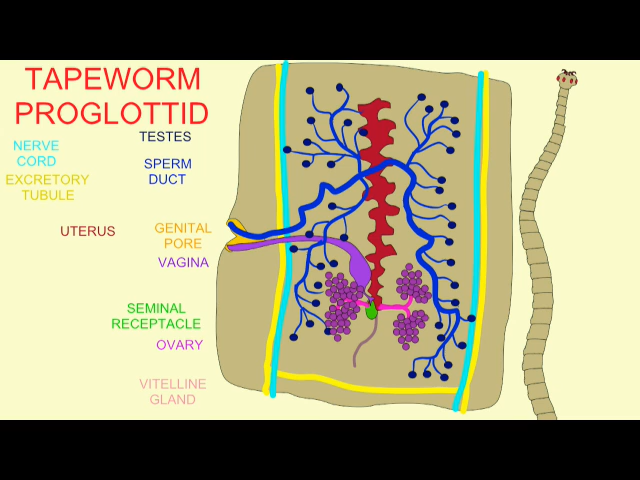 TAPEWORM
PROGLOTTID
TESTES
NERVE
CORD
SPERM
DUCT
EXCRETORY
TUBULE
UTERUS
GENITAL
PORE
VAGINA
SEMINAL
RECEPTACLE
OVARY
VITELLINE
GLAND